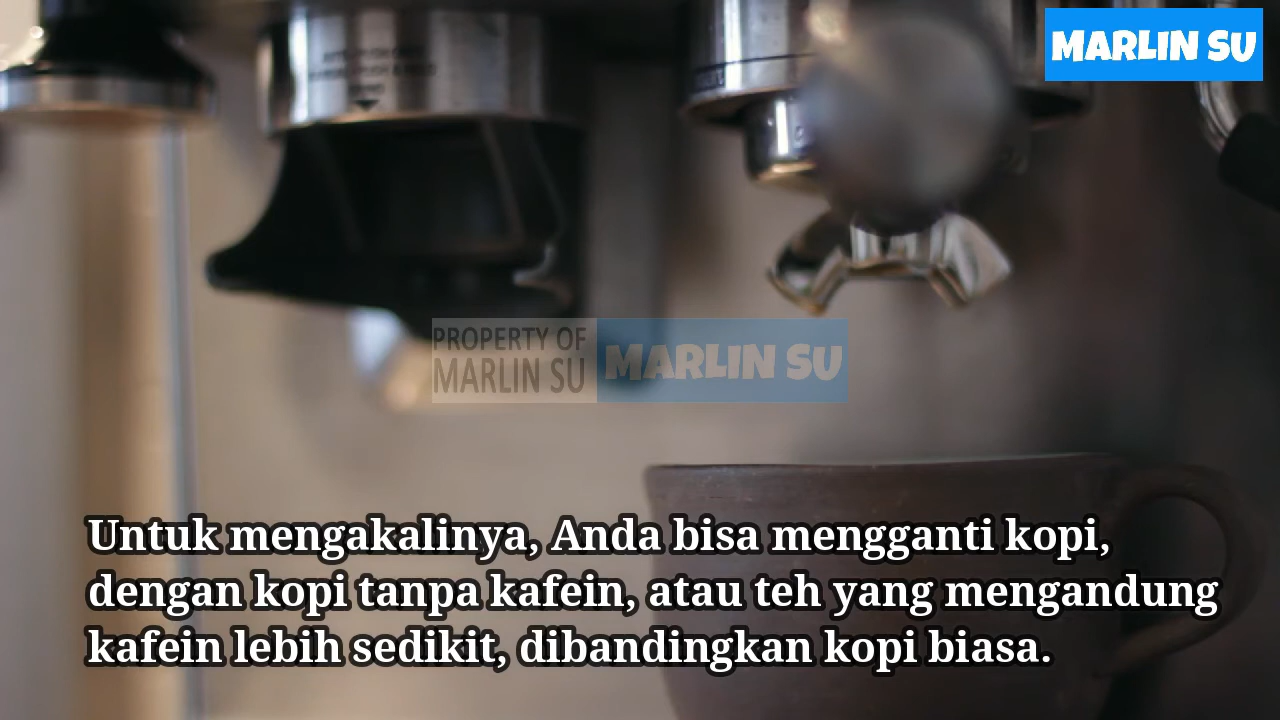 MARLIN SU
PROPERTY OF
MARLIN SU
MARLIN SU
Untuk mengakalinya, Anda bisa mengganti kopi,
dengan kopi tanpa kafein, atau teh yang mengandung
kafein lebih sedikit, dibandingkan kopi biasa.